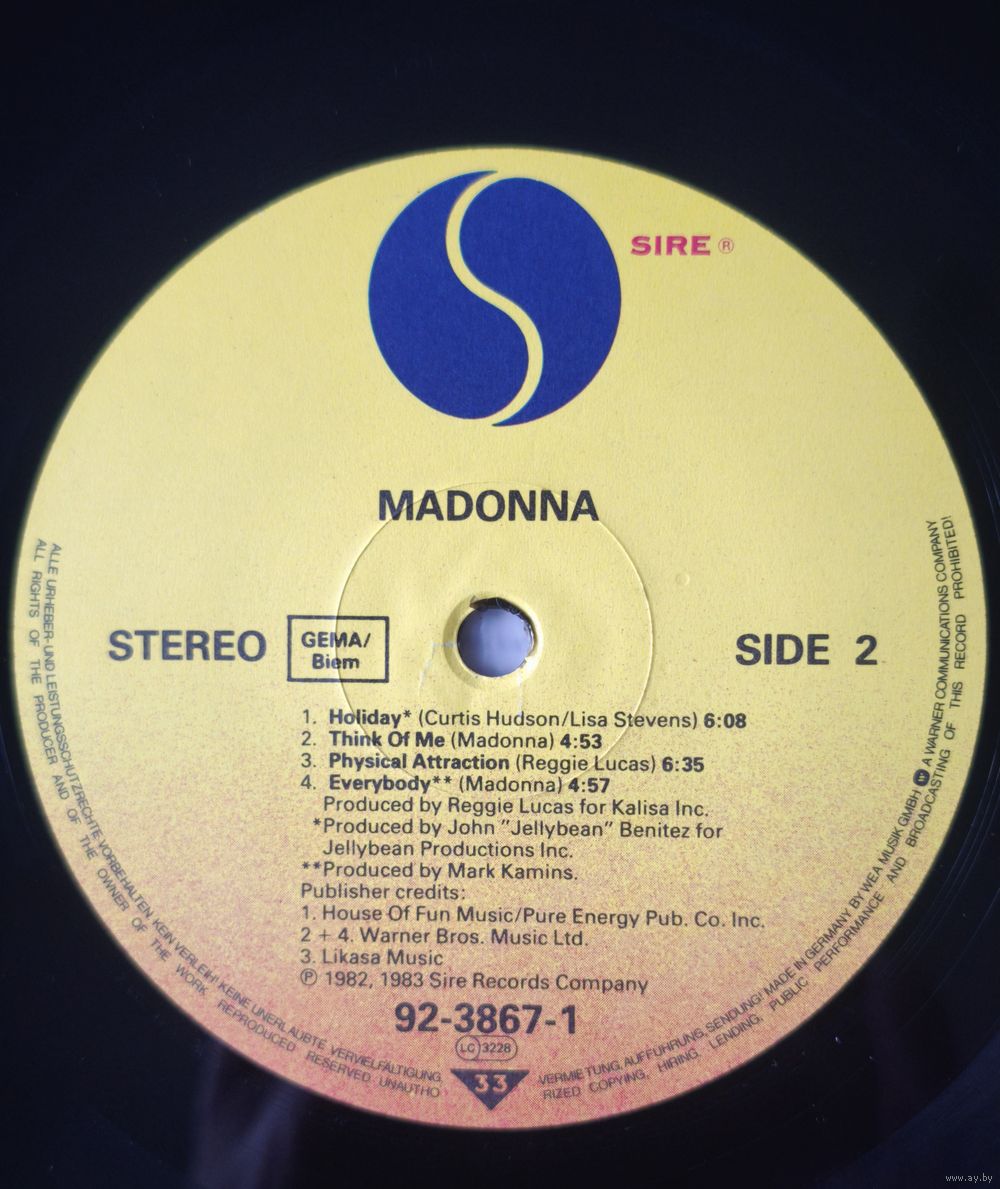 SIRE ®
MADONNA
STEREO
GEMA/
Biem
SIDE 2
1. Holiday* (Curtis Hudson/Lisa Stevens) 6:08
2. Think Of Me (Madonna) 4:53
3. Physical Attraction (Reggie Lucas) 6:35
4. Everybody** (Madonna) 4:57
Produced by Reggie Lucas for Kalisa Inc.
*Produced by John "Jellybean" Benitez for
Jellybean Productions Inc.
**Produced by Mark Kamins.
Publisher credits:
1. House Of Fun Music/Pure Energy Pub. Co. Inc.
2 + 4. Warner Bros. Music Ltd.
3. Likasa Music
℗ 1982, 1983 Sire Records Company
92-3867-1
LC 3228
33
ALLE URHEBER- UND LEISTUNGSSCHUTZRECHTE VORBEHALTEN KEIN VERLEIH! KEINE UNERLAUBTE VERVIELFÄLTIGUNG, VERMIETUNG, AUFFÜHRUNG, SENDUNG! MADE IN GERMANY BY WEA MUSIK GMBH A WARNER COMMUNICATIONS COMPANY
ALL RIGHTS OF THE PRODUCER AND OF THE OWNER OF THE WORK REPRODUCED RESERVED UNAUTHORIZED COPYING, HIRING, LENDING, PUBLIC PERFORMANCE AND BROADCASTING OF THIS RECORD PROHIBITED!
www.ay.by